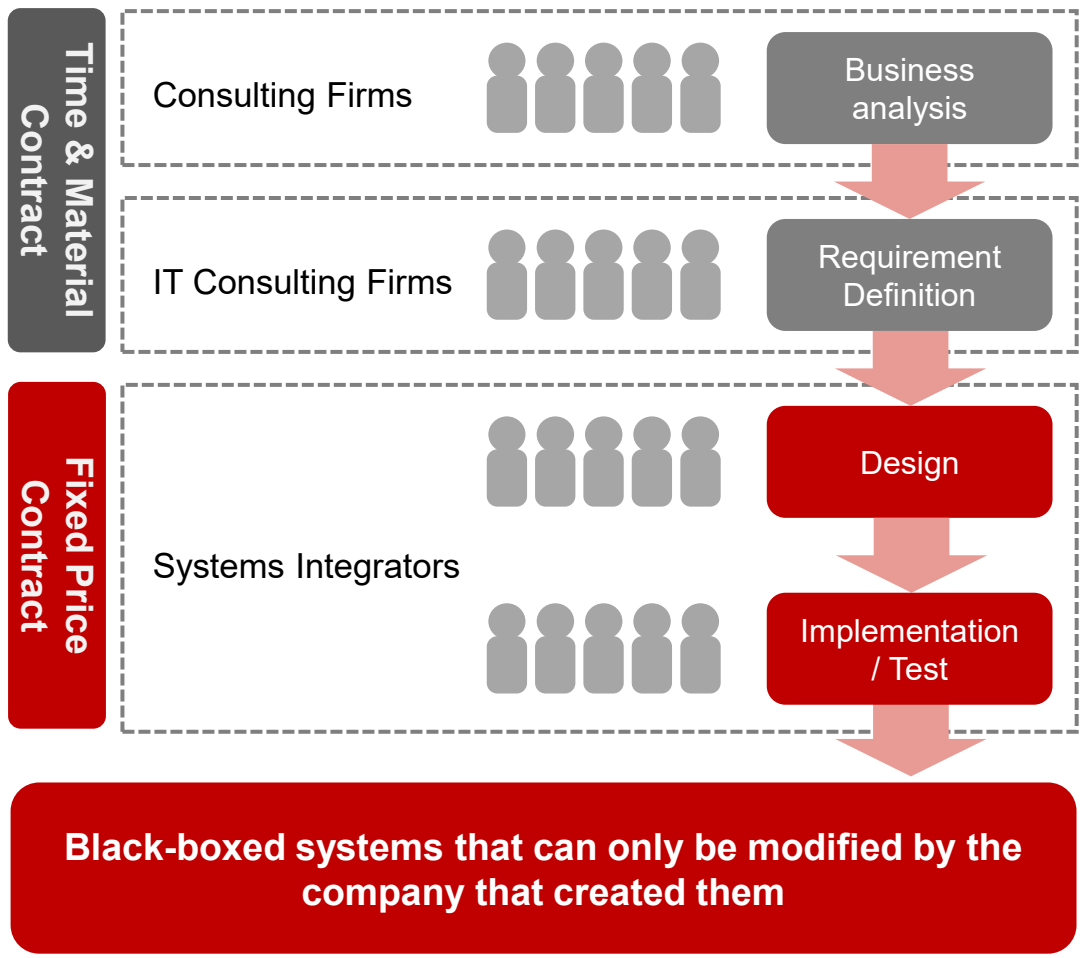 Time & Material
Contract
Consulting Firms
Business
analysis
IT Consulting Firms
Requirement
Definition
Fixed Price
Contract
Systems Integrators
Design
Implementation
/ Test
Black-boxed systems that can only be modified by the
company that created them